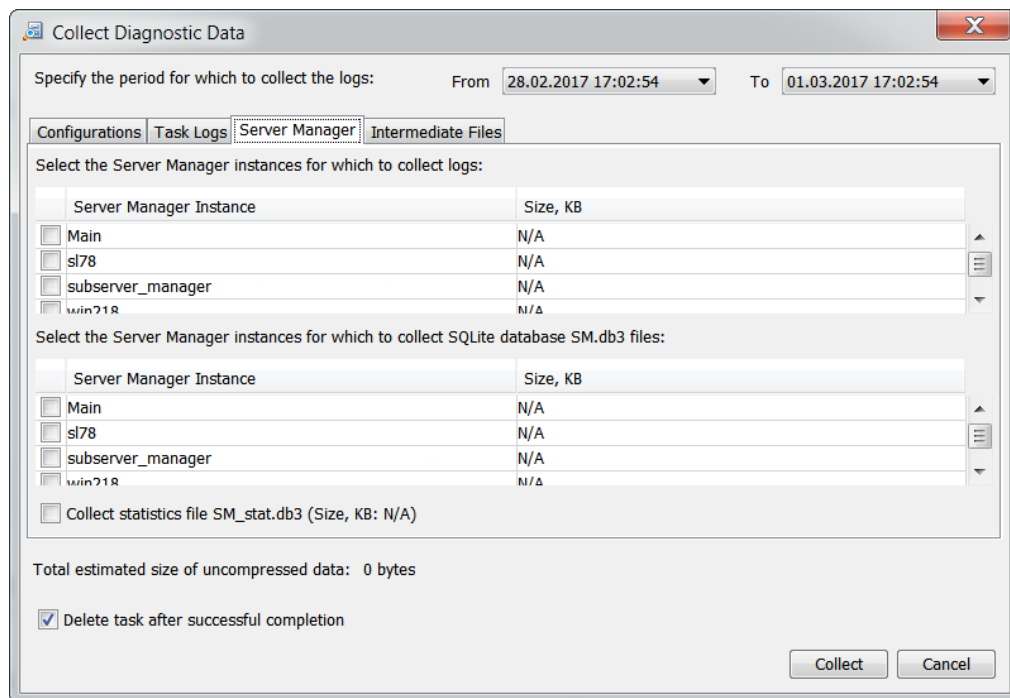 Collect Diagnostic Data
Specify the period for which to collect the logs: From 28.02.2017 17:02:54 To 01.03.2017 17:02:54
Configurations Task Logs Server Manager Intermediate Files
Select the Server Manager instances for which to collect logs:
Server Manager Instance Size, KB
Main N/A
sl78 N/A
subserver_manager N/A
win218 N/A
Select the Server Manager instances for which to collect SQLite database SM.db3 files:
Server Manager Instance Size, KB
Main N/A
sl78 N/A
subserver_manager N/A
win218 N/A
Collect statistics file SM_stat.db3 (Size, KB: N/A)
Total estimated size of uncompressed data: 0 bytes
Delete task after successful completion
Collect Cancel